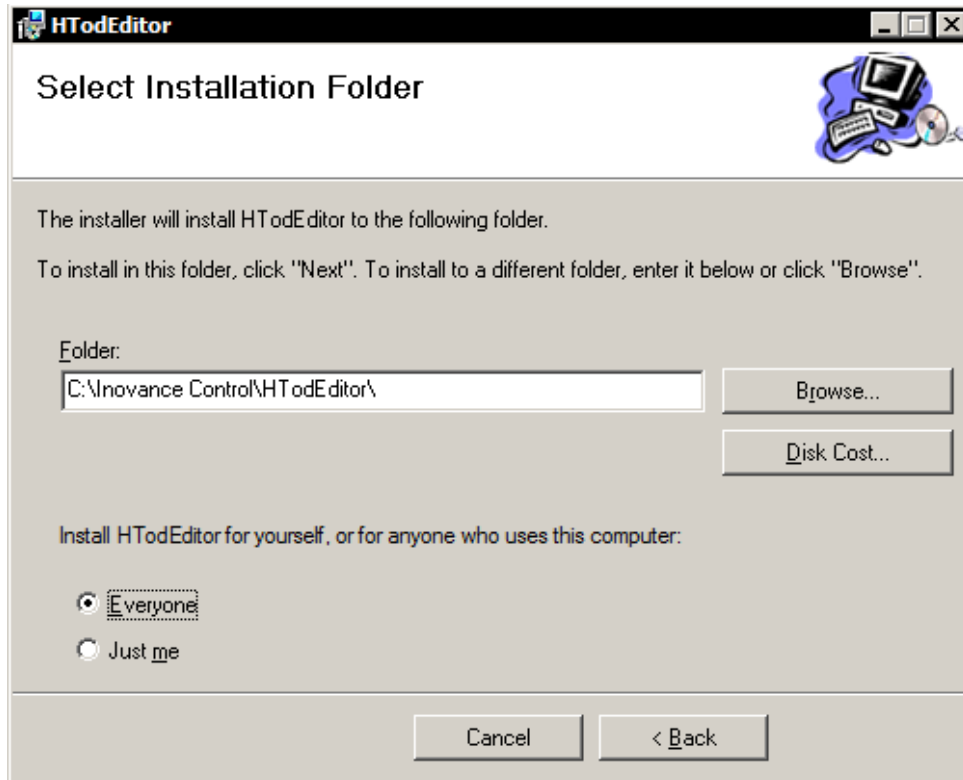 HTodEditor
Select Installation Folder
The installer will install HTodEditor to the following folder.
To install in this folder, click "Next". To install to a different folder, enter it below or click "Browse".
Folder:
C:\Inovance Control\HTodEditor\
Browse...
Disk Cost...
Install HTodEditor for yourself, or for anyone who uses this computer:
Everyone
Just me
Cancel
< Back